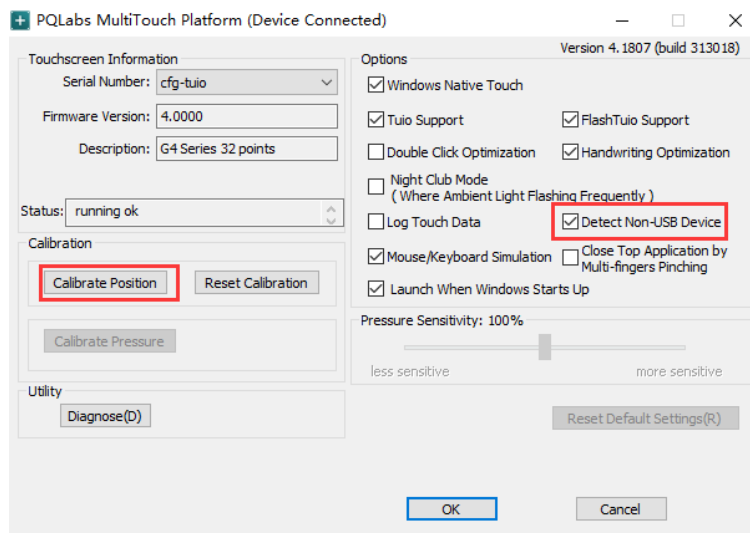 PQLabs MultiTouch Platform (Device Connected)
Version 4.1807 (build 313018)
Touchscreen Information
Serial Number: cfg-tuio
Firmware Version: 4.0000
Description: G4 Series 32 points
Status: running ok
Calibration
Calibrate Position
Reset Calibration
Calibrate Pressure
Utility
Diagnose(D)
Options
Windows Native Touch
Tuio Support
FlashTuio Support
Double Click Optimization
Handwriting Optimization
Night Club Mode
( Where Ambient Light Flashing Frequently )
Log Touch Data
Detect Non-USB Device
Mouse/Keyboard Simulation
Close Top Application by
Multi-fingers Pinching
Launch When Windows Starts Up
Pressure Sensitivity: 100%
less sensitive
more sensitive
Reset Default Settings(R)
OK
Cancel